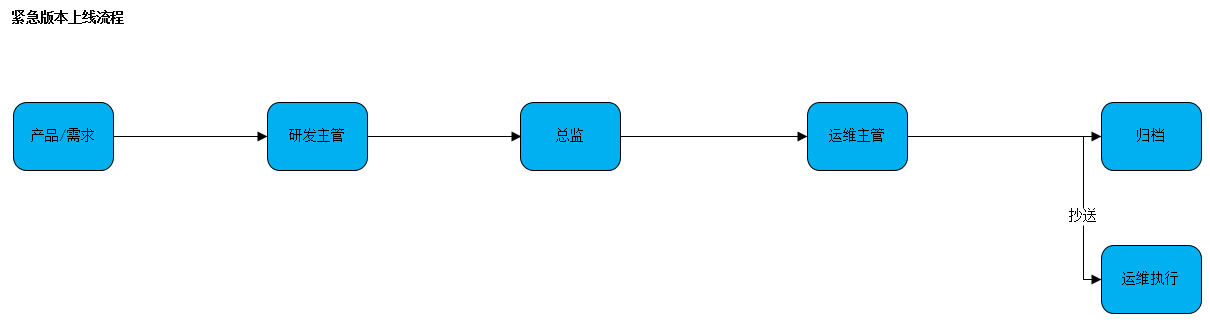 紧急版本上线流程
产品/需求
研发主管
总监
运维主管
归档
抄送
运维执行